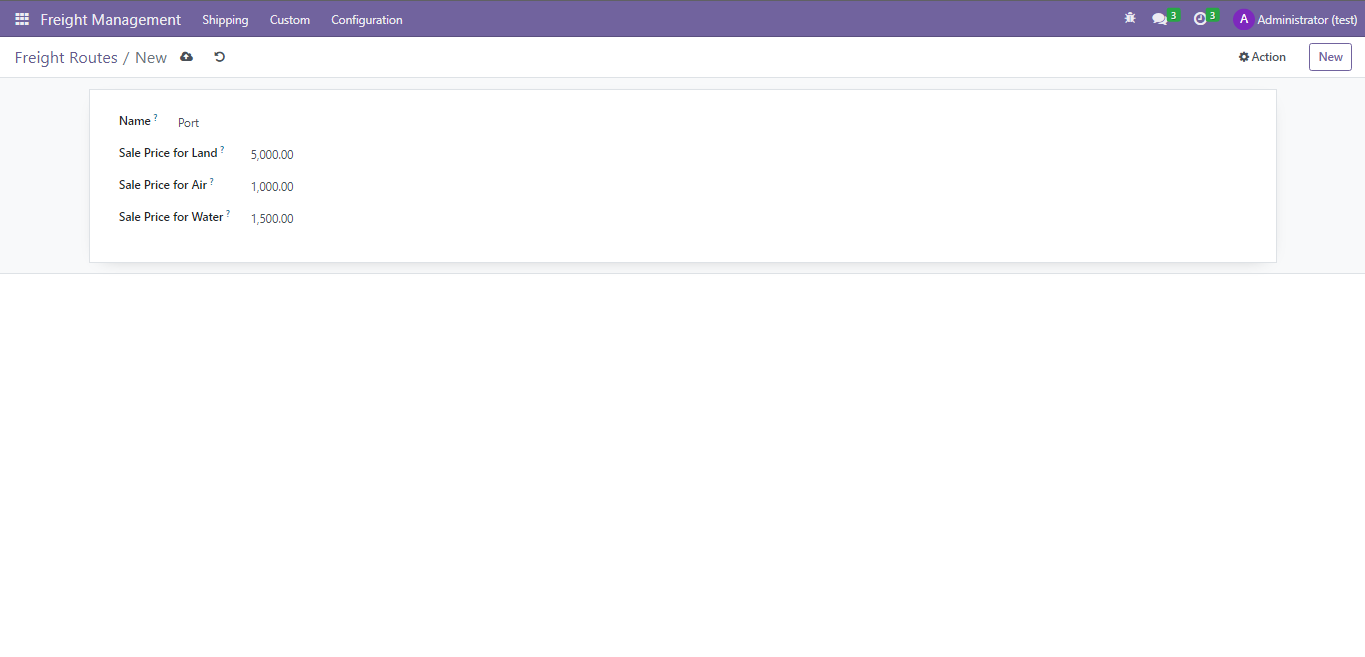 Freight Management Shipping Custom Configuration 3 3 A Administrator (test)
Freight Routes / New Action New
Name ? Port
Sale Price for Land ? 5,000.00
Sale Price for Air ? 1,000.00
Sale Price for Water ? 1,500.00